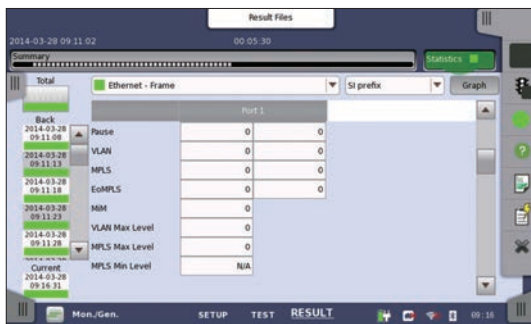 Result Files
2014-03-28 09:11:02 00:05:30
Summary Statistics
Total Ethernet - Frame SI prefix Graph
Port 1
Back
2014-03-28 09:11:08
2014-03-28 09:11:13
2014-03-28 09:11:18
2014-03-28 09:11:23
2014-03-28 09:11:28
Current
2014-03-28 09:16:31
Pause 0 0
VLAN 0 0
MPLS 0 0
EoMPLS 0 0
MiM 0
VLAN Max Level 0
MPLS Max Level 0
MPLS Min Level N/A
Mon./Gen. SETUP TEST RESULT 09:16